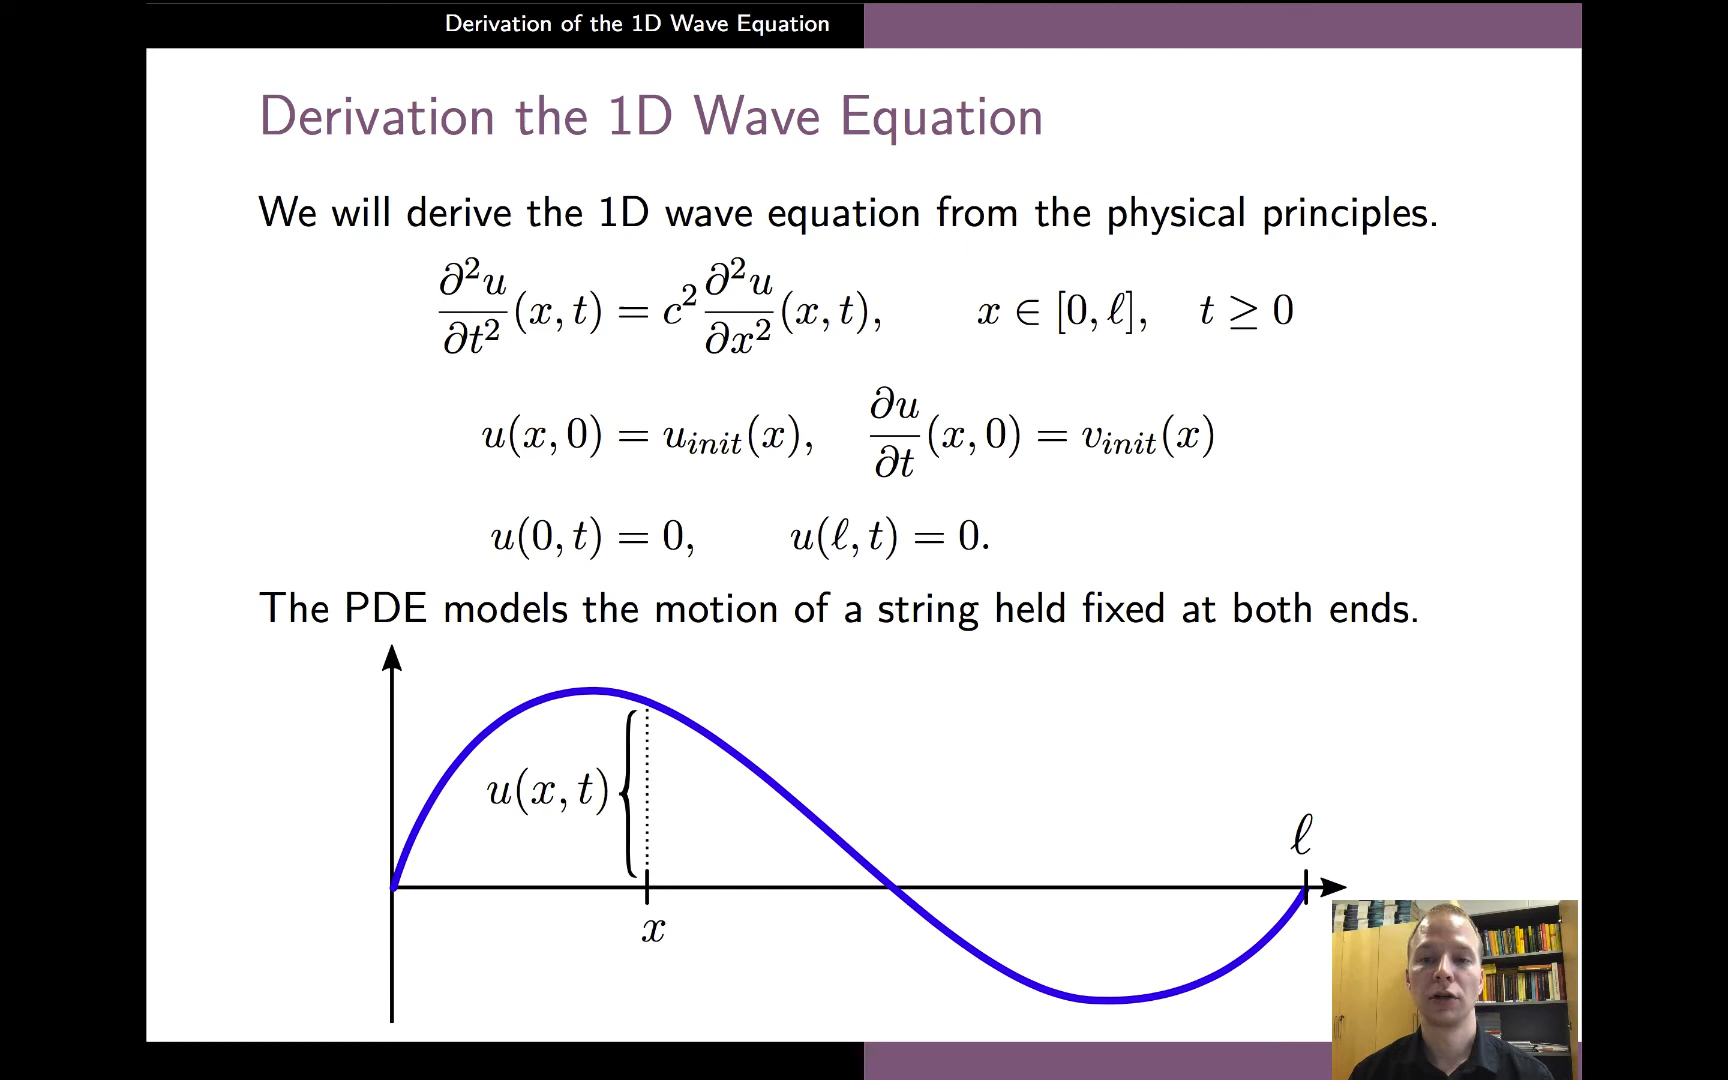 Derivation of the 1D Wave Equation
Derivation the 1D Wave Equation
We will derive the 1D wave equation from the physical principles.
∂²u/∂t² (x, t) = c² ∂²u/∂x² (x, t), x ∈ [0, ℓ], t ≥ 0
u(x, 0) = u_init(x), ∂u/∂t (x, 0) = v_init(x)
u(0, t) = 0, u(ℓ, t) = 0.
The PDE models the motion of a string held fixed at both ends.
u(x, t)
ℓ
x